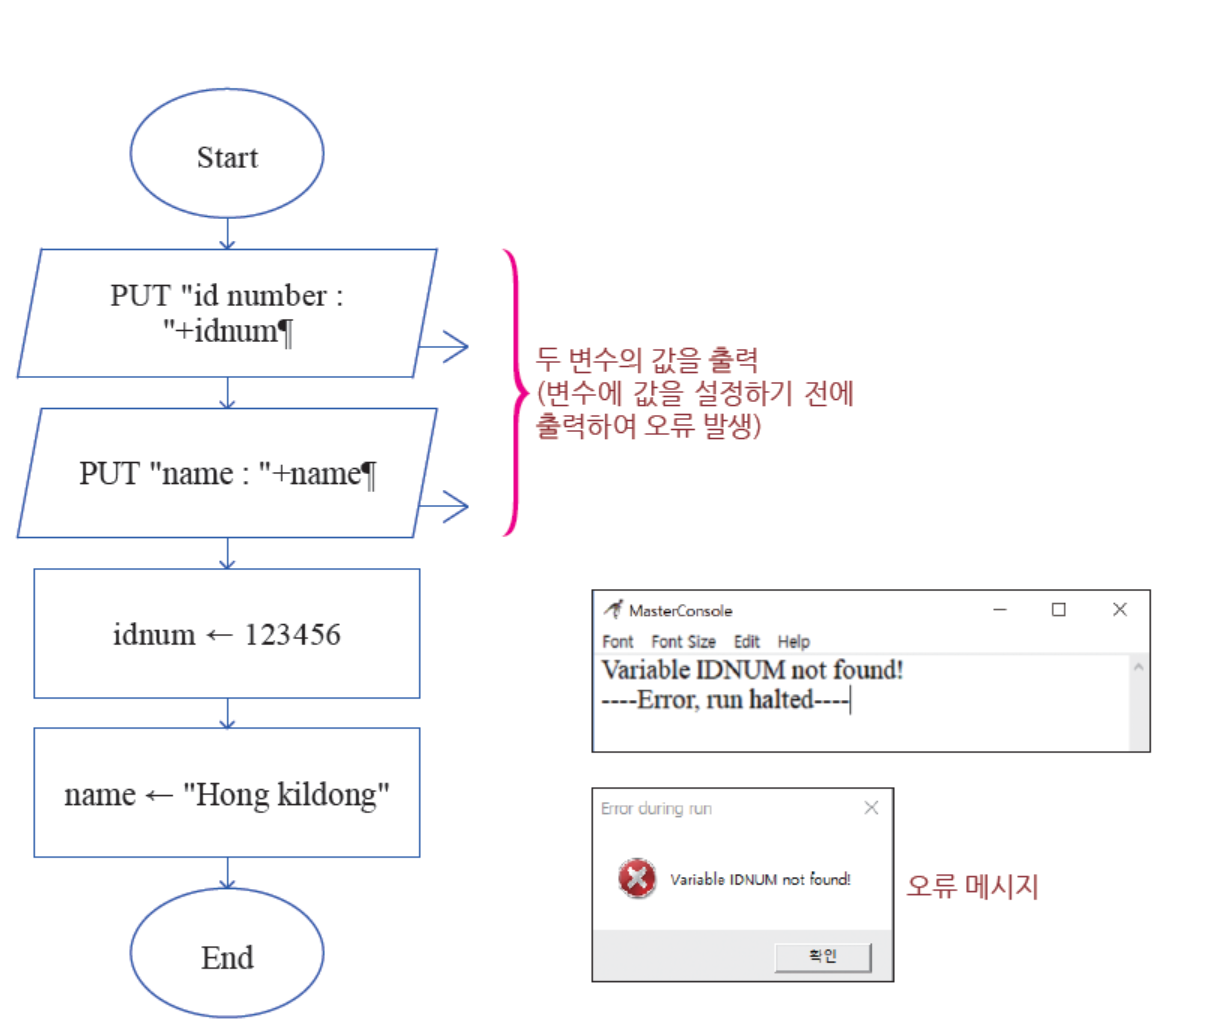 Start
PUT "id number :
"+idnum¶
두 변수의 값을 출력
(변수에 값을 설정하기 전에
출력하여 오류 발생)
PUT "name : "+name¶
idnum ← 123456
name ← "Hong kildong"
End
MasterConsole
Font Font Size Edit Help
Variable IDNUM not found!
----Error, run halted----
Error during run
Variable IDNUM not found!
확인
오류 메시지